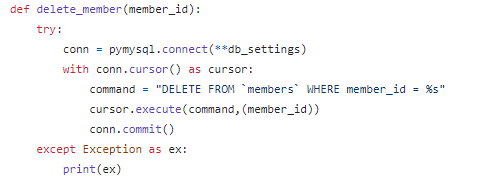 def delete_member(member_id):
    try:
        conn = pymysql.connect(**db_settings)
        with conn.cursor() as cursor:
            command = "DELETE FROM `members` WHERE member_id = %s"
            cursor.execute(command,(member_id))
            conn.commit()
    except Exception as ex:
        print(ex)